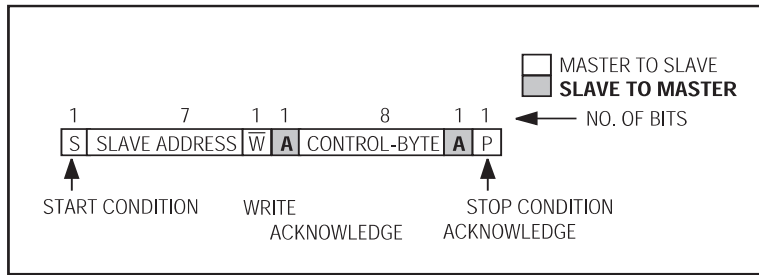 MASTER TO SLAVE
SLAVE TO MASTER
1 7 1 1 8 1 1 NO. OF BITS
S SLAVE ADDRESS W̅ A CONTROL-BYTE A P
START CONDITION WRITE STOP CONDITION
ACKNOWLEDGE ACKNOWLEDGE